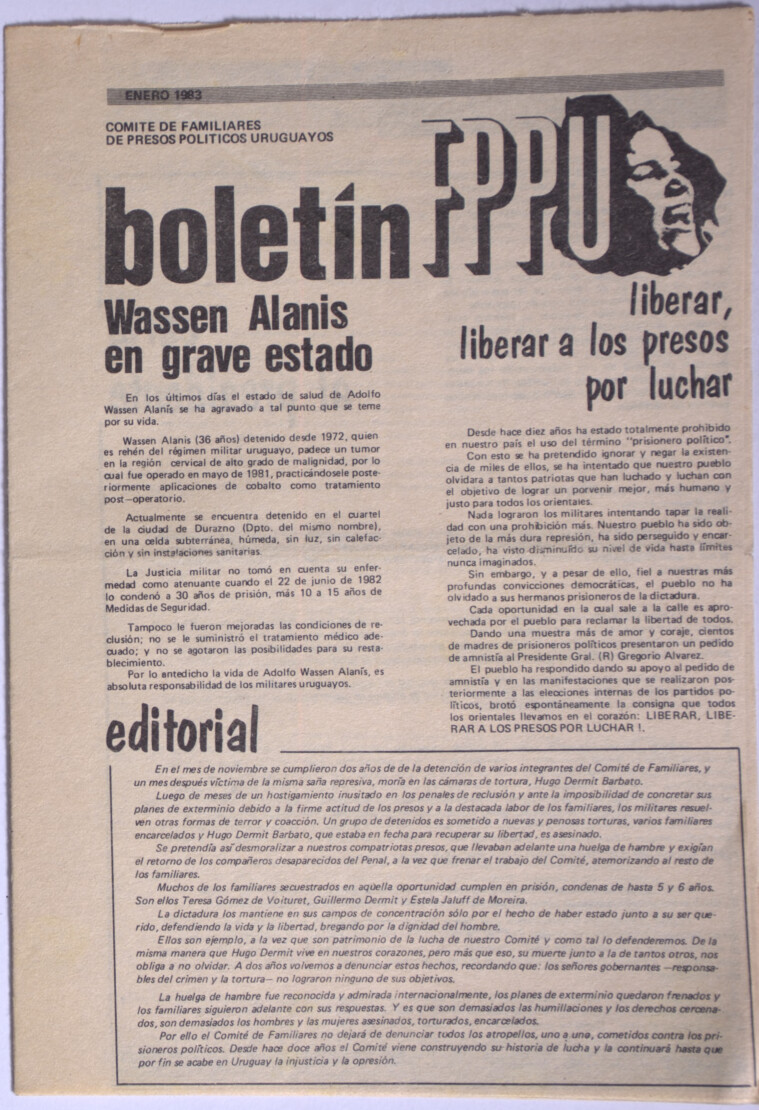 ENERO 1983
COMITE DE FAMILIARES
DE PRESOS POLITICOS URUGUAYOS
boletín FPPU
Wassen Alanis
en grave estado
En los últimos días el estado de salud de Adolfo
Wassen Alanís se ha agravado a tal punto que se teme
por su vida.
Wassen Alanis (36 años) detenido desde 1972, quien
es rehén del régimen militar uruguayo, padece un tumor
en la región cervical de alto grado de malignidad, por lo
cual fue operado en mayo de 1981, practicándosele poste-
riormente aplicaciones de cobalto como tratamiento
post-operatorio.
Actualmente se encuentra detenido en el cuartel
de la ciudad de Durazno (Dpto. del mismo nombre),
en una celda subterránea, húmeda, sin luz, sin calefac-
ción y sin instalaciones sanitarias.
La Justicia militar no tomó en cuenta su enfer-
medad como atenuante cuando el 22 de junio de 1982
lo condenó a 30 años de prisión, más 10 a 15 años de
Medidas de Seguridad.
Tampoco le fueron mejoradas las condiciones de re-
clusión; no se le suministró el tratamiento médico ade-
cuado; y no se agotaron las posibilidades para su resta-
blecimiento.
Por lo antedicho la vida de Adolfo Wassen Alanís, es
absoluta responsabilidad de los militares uruguayos.
liberar,
liberar a los presos
por luchar
Desde hace diez años ha estado totalmente prohibido
en nuestro país el uso del término "prisionero político".
Con esto se ha pretendido ignorar y negar la existen-
cia de miles de ellos, se ha intentado que nuestro pueblo
olvidara a tantos patriotas que han luchado y luchan con
el objetivo de lograr un porvenir mejor, más humano y
justo para todos los orientales.
Nada lograron los militares intentando tapar la reali-
dad con una prohibición más. Nuestro pueblo ha sido ob-
jeto de la más dura represión, ha sido perseguido y encar-
celado, ha visto disminuído su nivel de vida hasta límites
nunca imaginados.
Sin embargo, y a pesar de ello, fiel a nuestras más
profundas convicciones democráticas, el pueblo no ha
olvidado a sus hermanos prisioneros de la dictadura.
Cada oportunidad en la cual sale a la calle es apro-
vechada por el pueblo para reclamar la libertad de todos.
Dando una muestra más de amor y coraje, cientos
de madres de prisioneros políticos presentaron un pedido
de amnistía al Presidente Gral. (R) Gregorio Alvarez.
El pueblo ha respondido dando su apoyo al pedido de
amnistía y en las manifestaciones que se realizaron pos-
teriormente a las elecciones internas de los partidos po-
líticos, brotó espontáneamente la consigna que todos
los orientales llevamos en el corazón: LIBERAR, LIBE-
RAR A LOS PRESOS POR LUCHAR !.
editorial
En el mes de noviembre se cumplieron dos años de de la detención de varios integrantes del Comité de Familiares, y
un mes después víctima de la misma saña represiva, moría en las cámaras de tortura, Hugo Dermit Barbato.
Luego de meses de un hostigamiento inusitado en los penales de reclusión y ante la imposibilidad de concretar sus
planes de exterminio debido a la firme actitud de los presos y a la destacada labor de los familiares, los militares resuel-
ven otras formas de terror y coacción. Un grupo de detenidos es sometido a nuevas y penosas torturas, varios familiares
encarcelados y Hugo Dermit Barbato, que estaba en fecha para recuperar su libertad, es asesinado.
Se pretendía así desmoralizar a nuestros compatriotas presos, que llevaban adelante una huelga de hambre y exigían
el retorno de los compañeros desaparecidos del Penal, a la vez que frenar el trabajo del Comité, atemorizando al resto de
los familiares.
Muchos de los familiares secuestrados en aquella oportunidad cumplen en prisión, condenas de hasta 5 y 6 años.
Son ellos Teresa Gómez de Voituret, Guillermo Dermit y Estela Jaluff de Moreira.
La dictadura los mantiene en sus campos de concentración sólo por el hecho de haber estado junto a su ser que-
rido, defendiendo la vida y la libertad, bregando por la dignidad del hombre.
Ellos son ejemplo, a la vez que son patrimonio de la lucha de nuestro Comité y como tal lo defenderemos. De la
misma manera que Hugo Dermit vive en nuestros corazones, pero más que eso, su muerte junto a la de tantos otros, nos
obliga a no olvidar. A dos años volvemos a denunciar estos hechos, recordando que: los señores gobernantes —responsa-
bles del crimen y la tortura— no lograron ninguno de sus objetivos.
La huelga de hambre fue reconocida y admirada internacionalmente, los planes de exterminio quedaron frenados y
los familiares siguieron adelante con sus respuestas. Y es que son demasiados las humillaciones y los derechos cercena-
dos, son demasiados los hombres y las mujeres asesinados, torturados, encarcelados.
Por ello el Comité de Familiares no dejará de denunciar todos los atropellos, uno a uno, cometidos contra los pri-
sioneros políticos. Desde hace doce años el Comité viene construyendo su historia de lucha y la continuará hasta que
por fin se acabe en Uruguay la injusticia y la opresión.